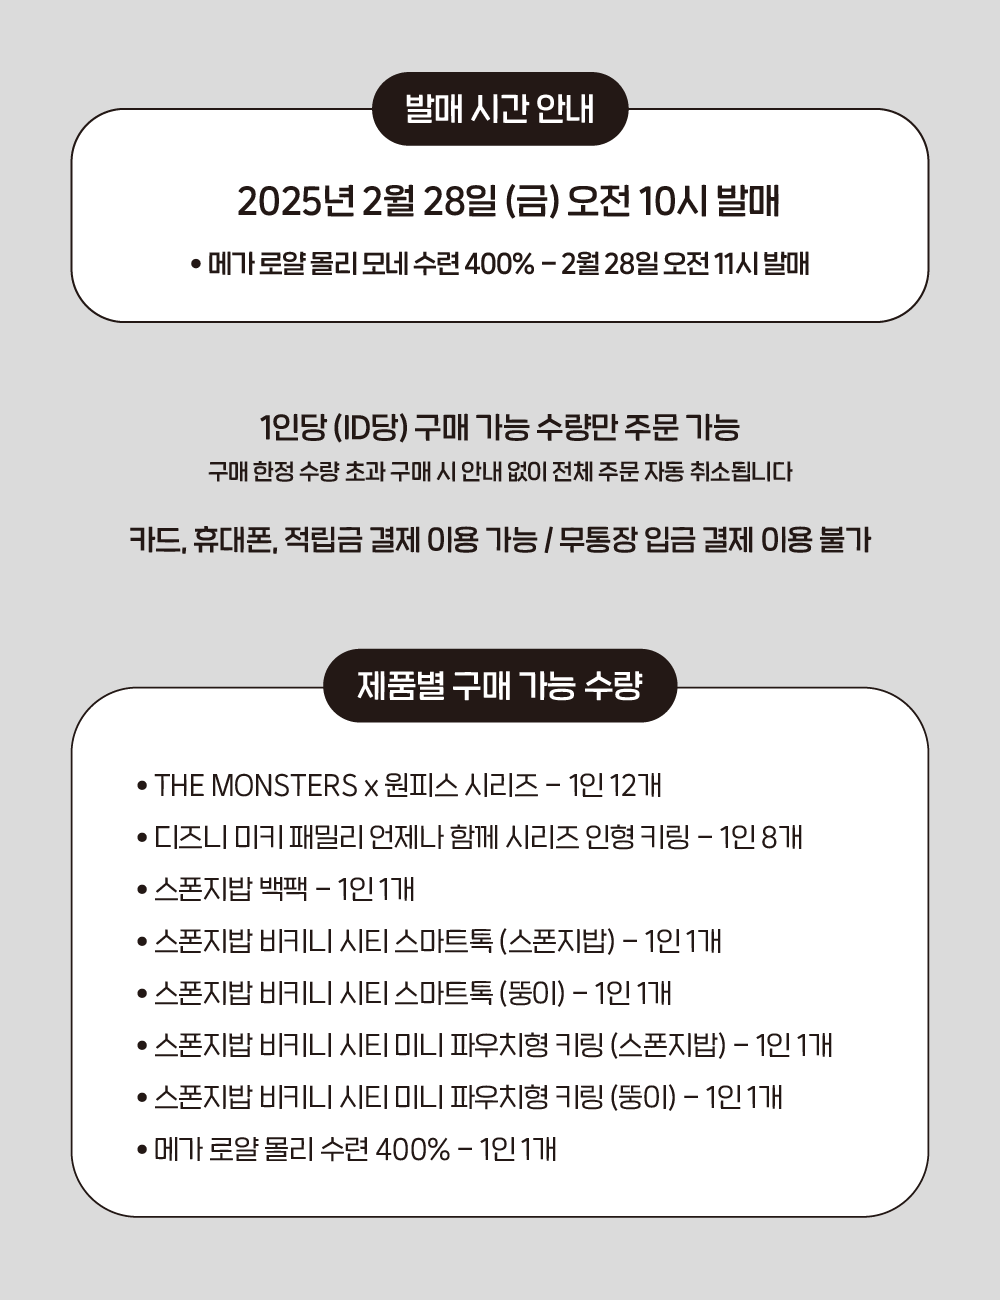 발매 시간 안내
2025년 2월 28일 (금) 오전 10시 발매
• 메가 로얄 몰리 모네 수련 400% – 2월 28일 오전 11시 발매
1인당 (ID당) 구매 가능 수량만 주문 가능
구매 한정 수량 초과 구매 시 안내 없이 전체 주문 자동 취소됩니다
카드, 휴대폰, 적립금 결제 이용 가능 / 무통장 입금 결제 이용 불가
제품별 구매 가능 수량
• THE MONSTERS x 원피스 시리즈 – 1인 12개
• 디즈니 미키 패밀리 언제나 함께 시리즈 인형 키링 – 1인 8개
• 스폰지밥 백팩 – 1인 1개
• 스폰지밥 비키니 시티 스마트톡 (스폰지밥) – 1인 1개
• 스폰지밥 비키니 시티 스마트톡 (뚱이) – 1인 1개
• 스폰지밥 비키니 시티 미니 파우치형 키링 (스폰지밥) – 1인 1개
• 스폰지밥 비키니 시티 미니 파우치형 키링 (뚱이) – 1인 1개
• 메가 로얄 몰리 수련 400% – 1인 1개